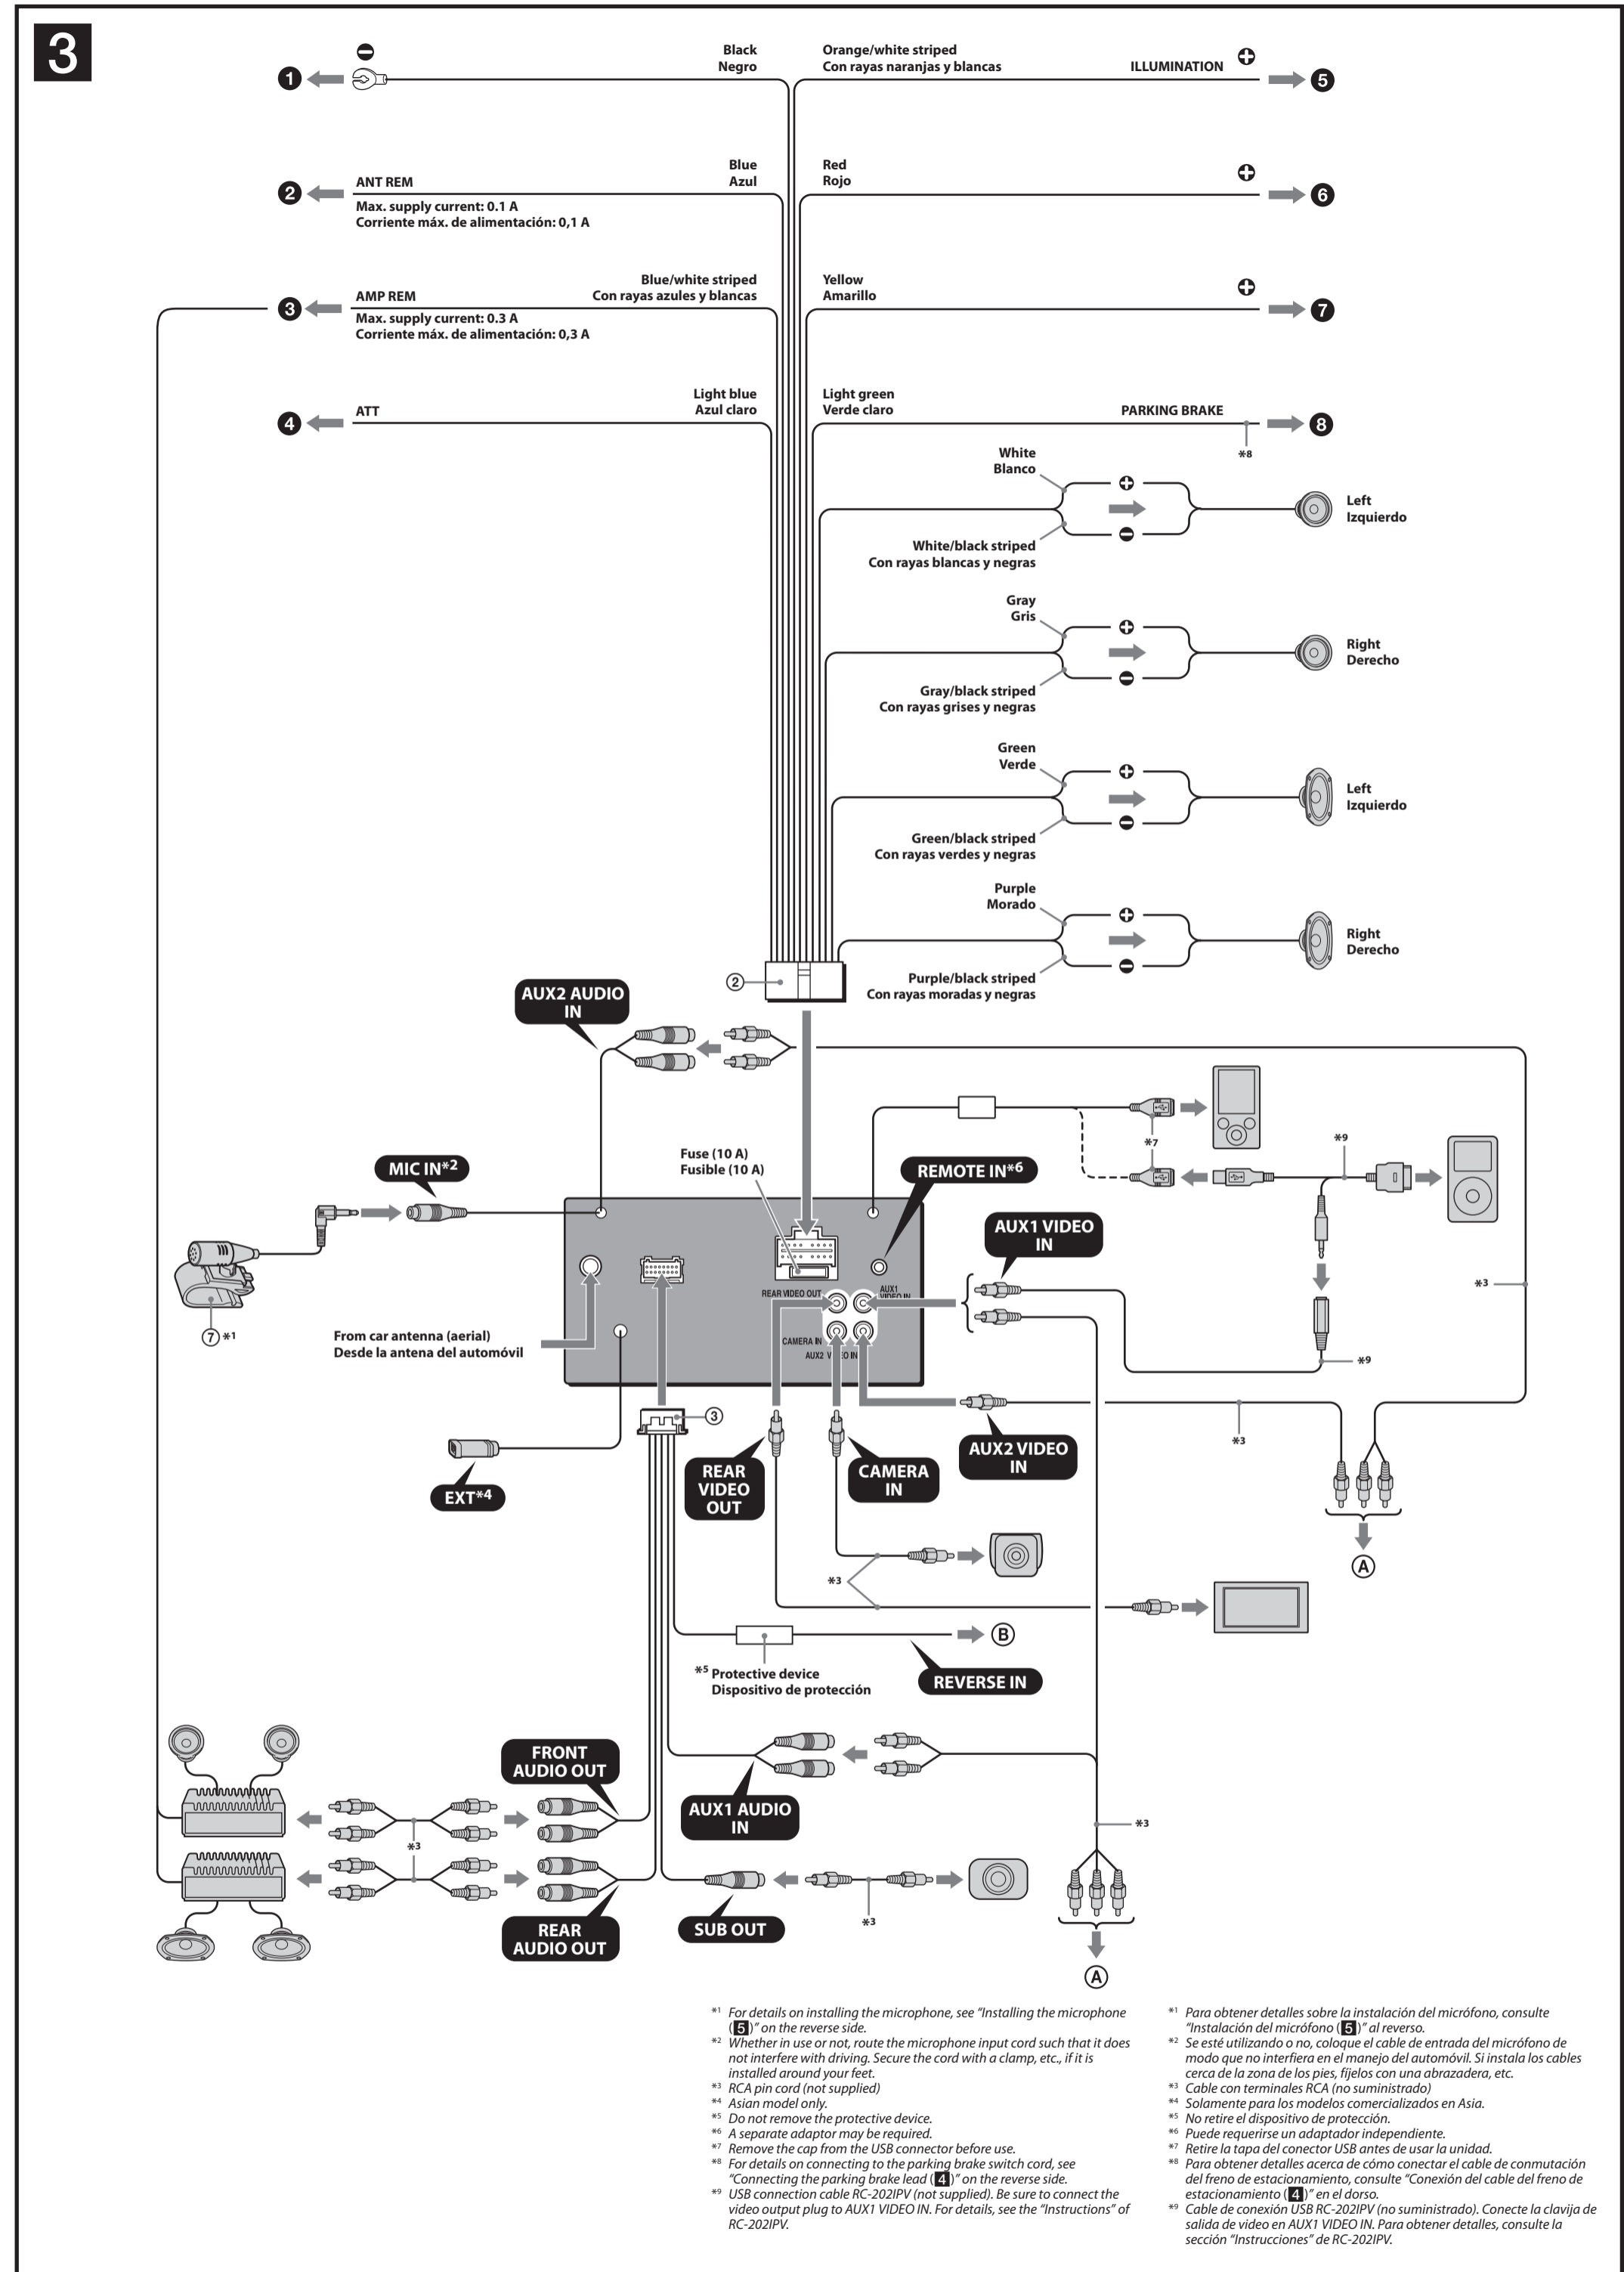 3
Black
Negro
1
Orange/white striped
Con rayas naranjas y blancas
ILLUMINATION
5
Blue
Azul
2
ANT REM
Max. supply current: 0.1 A
Corriente máx. de alimentación: 0,1 A
Red
Rojo
6
Blue/white striped
Con rayas azules y blancas
3
AMP REM
Max. supply current: 0.3 A
Corriente máx. de alimentación: 0,3 A
Yellow
Amarillo
7
Light blue
Azul claro
4
ATT
Light green
Verde claro
PARKING BRAKE
8
*8
White
Blanco
White/black striped
Con rayas blancas y negras
Left
Izquierdo
Gray
Gris
Gray/black striped
Con rayas grises y negras
Right
Derecho
Green
Verde
Green/black striped
Con rayas verdes y negras
Left
Izquierdo
Purple
Morado
Purple/black striped
Con rayas moradas y negras
Right
Derecho
2
AUX2 AUDIO
IN
*7
*9
Fuse (10 A)
Fusible (10 A)
MIC IN*2
REMOTE IN*6
AUX1 VIDEO
IN
*3
7 *1
From car antenna (aerial)
Desde la antena del automóvil
REAR VIDEO OUT
AUX1
VIDEO IN
CAMERA IN
AUX2 V EO IN
*9
3
EXT*4
REAR
VIDEO
OUT
CAMERA
IN
AUX2 VIDEO
IN
*3
A
*3
B
*5 Protective device
Dispositivo de protección
REVERSE IN
FRONT
AUDIO OUT
AUX1 AUDIO
IN
*3
*3
REAR
AUDIO OUT
SUB OUT
*3
A
*1 For details on installing the microphone, see “Installing the microphone
(5)” on the reverse side.
*2 Whether in use or not, route the microphone input cord such that it does
not interfere with driving. Secure the cord with a clamp, etc., if it is
installed around your feet.
*3 RCA pin cord (not supplied)
*4 Asian model only.
*5 Do not remove the protective device.
*6 A separate adaptor may be required.
*7 Remove the cap from the USB connector before use.
*8 For details on connecting to the parking brake switch cord, see
“Connecting the parking brake lead (4)” on the reverse side.
*9 USB connection cable RC-202IPV (not supplied). Be sure to connect the
video output plug to AUX1 VIDEO IN. For details, see the “Instructions” of
RC-202IPV.
*1 Para obtener detalles sobre la instalación del micrófono, consulte
“Instalación del micrófono (5)” al reverso.
*2 Se esté utilizando o no, coloque el cable de entrada del micrófono de
modo que no interfiera en el manejo del automóvil. Si instala los cables
cerca de la zona de los pies, fíjelos con una abrazadera, etc.
*3 Cable con terminales RCA (no suministrado)
*4 Solamente para los modelos comercializados en Asia.
*5 No retire el dispositivo de protección.
*6 Puede requerirse un adaptador independiente.
*7 Retire la tapa del conector USB antes de usar la unidad.
*8 Para obtener detalles acerca de cómo conectar el cable de conmutación
del freno de estacionamiento, consulte “Conexión del cable del freno de
estacionamiento (4)” en el dorso.
*9 Cable de conexión USB RC-202IPV (no suministrado). Conecte la clavija de
salida de video en AUX1 VIDEO IN. Para obtener detalles, consulte la
sección “Instrucciones” de RC-202IPV.